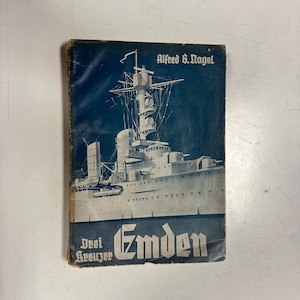 Alfred G. Nagel
Drei
Kreuzer
Emden